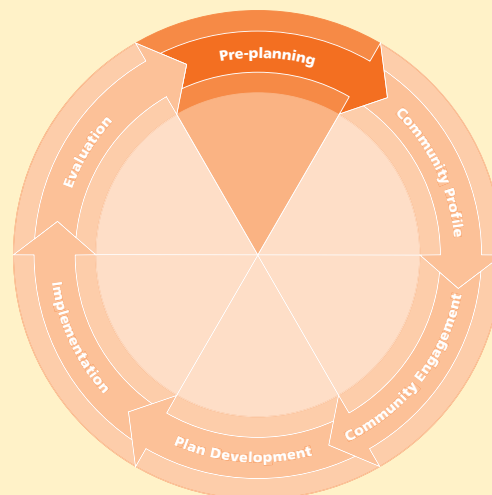 Pre-planning
Community Profile
Community Engagement
Plan Development
Implementation
Evaluation